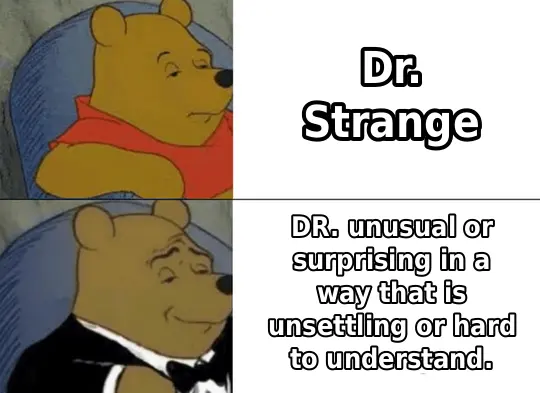 Dr.
Strange
DR. unusual or
surprising in a
way that is
unsettling or hard
to understand.